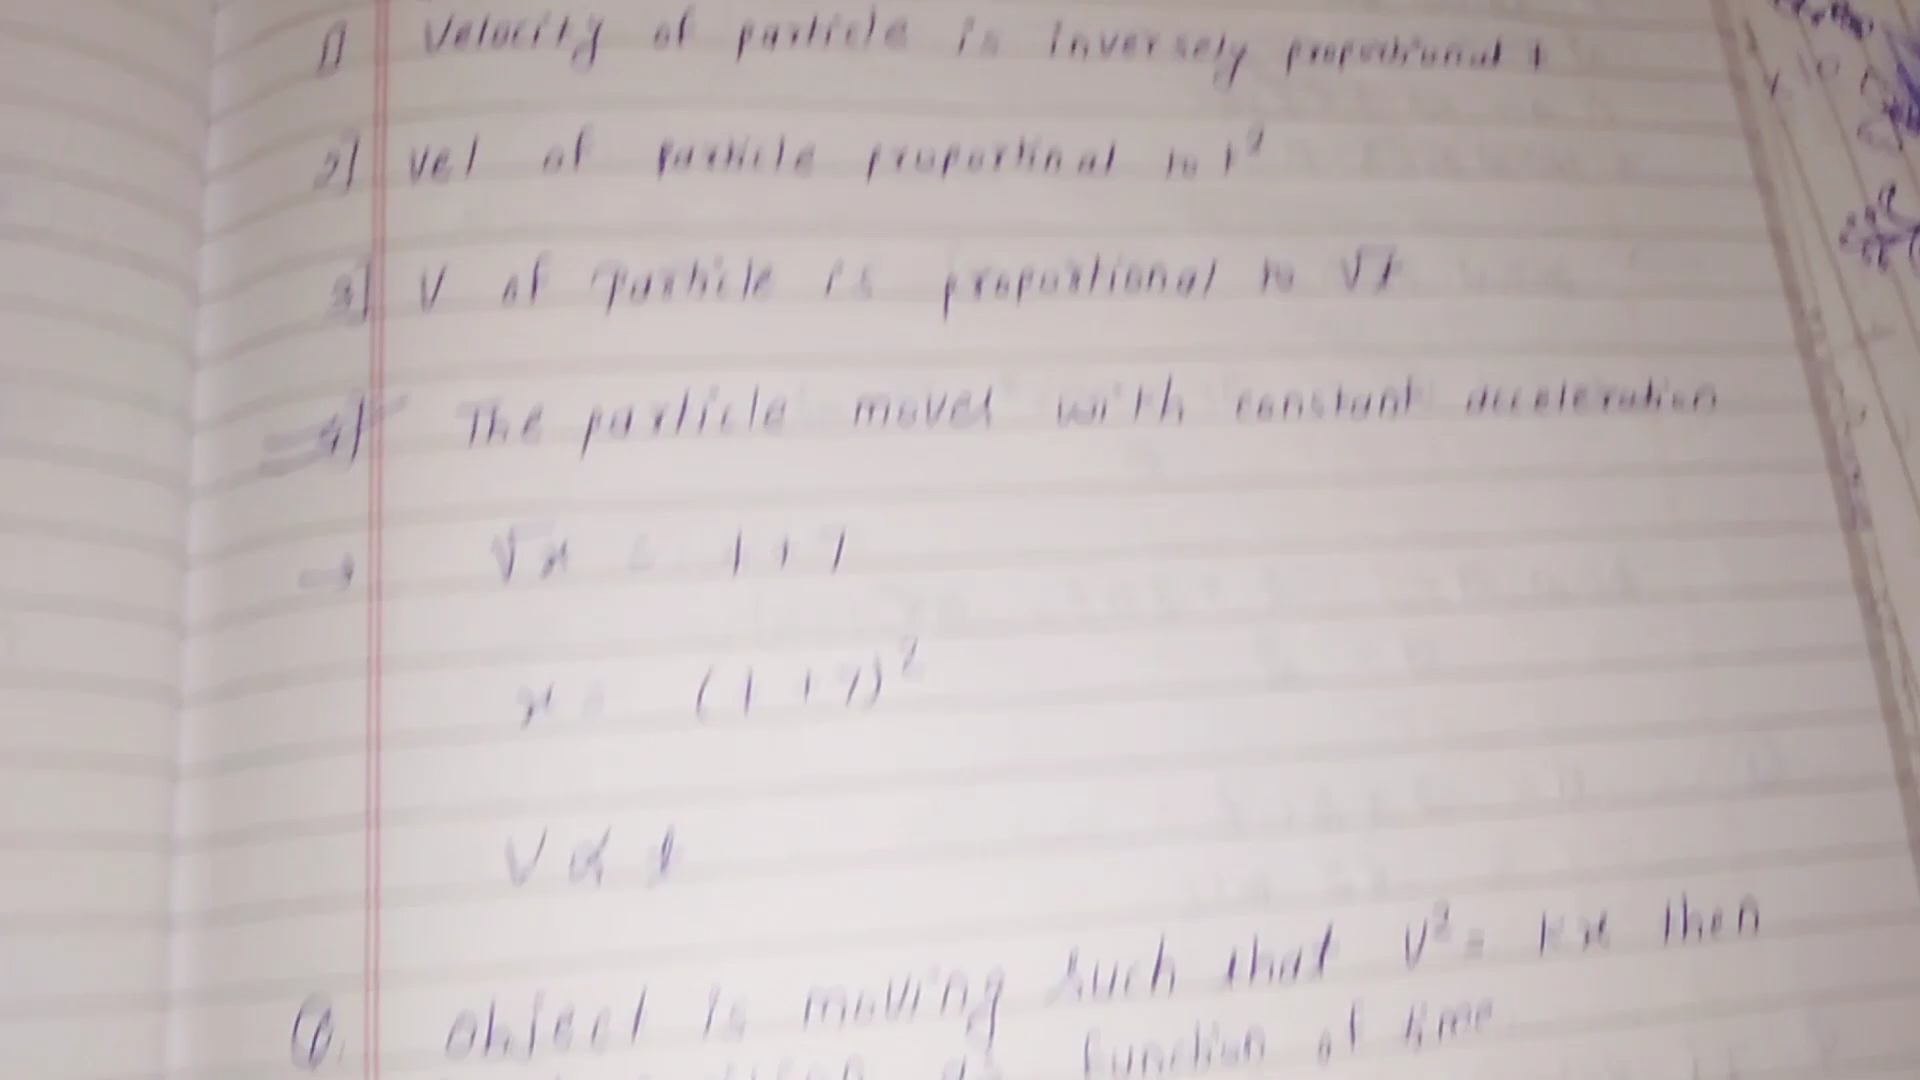 1] Velocity of particle is inversely proportional t
2] vel of particle proportinal to t²
3] V of particle is proportional to √t
4] The particle moves with constant acceleration
→ √x = t + 7
x = (t + 7)²
V ∝ t
Q. Object is moving such that V² = kx then
as function of time